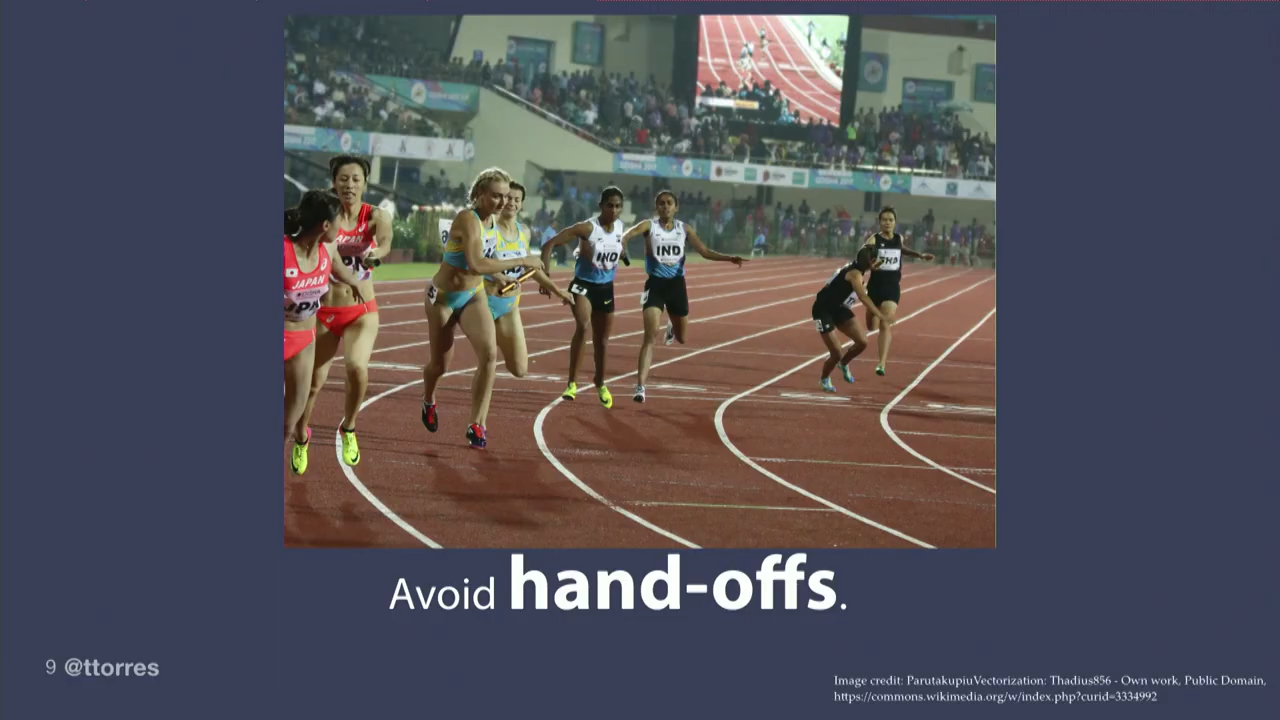 JAPAN
JAPAN
IND
IND
Avoid hand-offs.
9 @ttorres
Image credit: ParutakupiuVectorization: Thadius856 - Own work, Public Domain,
https://commons.wikimedia.org/w/index.php?curid=3334992